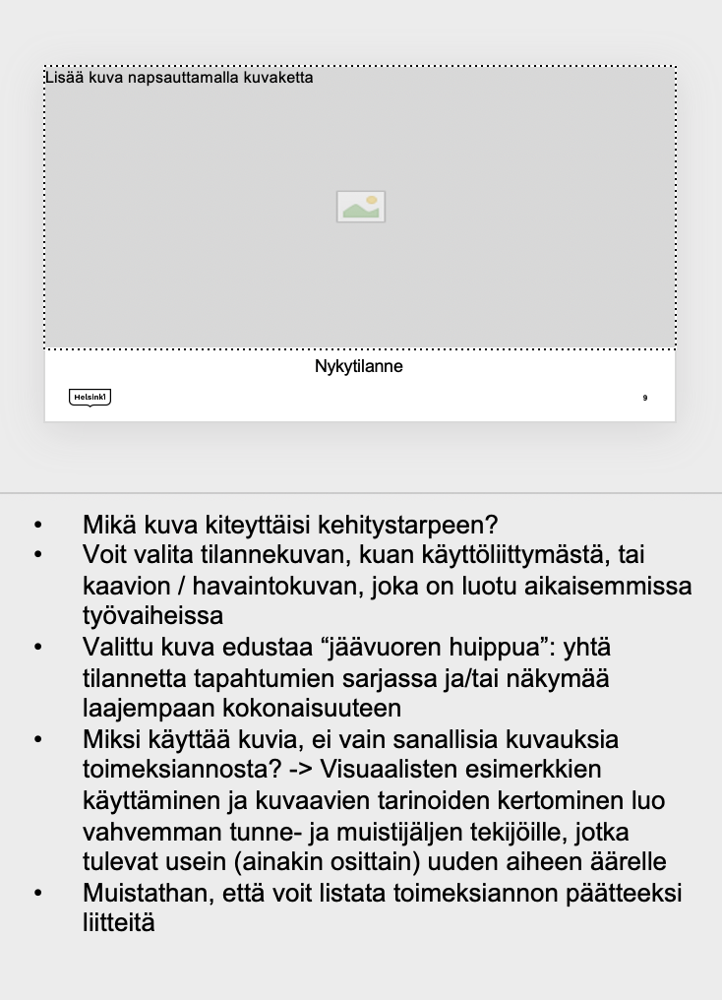 Lisää kuva napsauttamalla kuvaketta
Nykytilanne
Helsinki
9
• Mikä kuva kiteyttäisi kehitystarpeen?
• Voit valita tilannekuvan, kuan käyttöliittymästä, tai
kaavion / havaintokuvan, joka on luotu aikaisemmissa
työvaiheissa
• Valittu kuva edustaa “jäävuoren huippua”: yhtä
tilannetta tapahtumien sarjassa ja/tai näkymää
laajempaan kokonaisuuteen
• Miksi käyttää kuvia, ei vain sanallisia kuvauksia
toimeksiannosta? -> Visuaalisten esimerkkien
käyttäminen ja kuvaavien tarinoiden kertominen luo
vahvemman tunne- ja muistijäljen tekijöille, jotka
tulevat usein (ainakin osittain) uuden aiheen äärelle
• Muistathan, että voit listata toimeksiannon päätteeksi
liitteitä